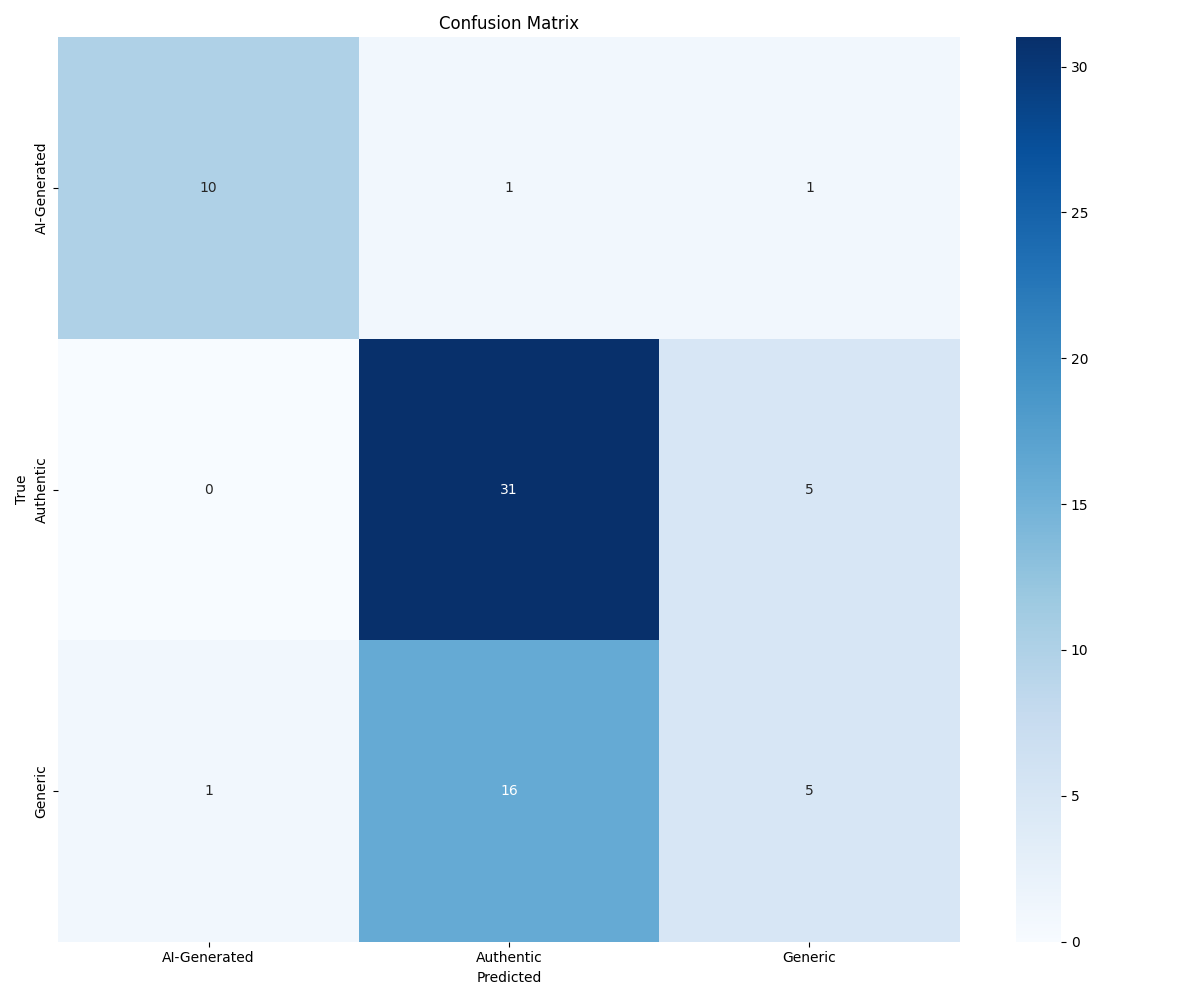 Confusion Matrix
AI-Generated
10
1
1
30
25
20
15
10
5
0
True
Authentic
0
31
5
Generic
1
16
5
AI-Generated
Authentic
Generic
Predicted